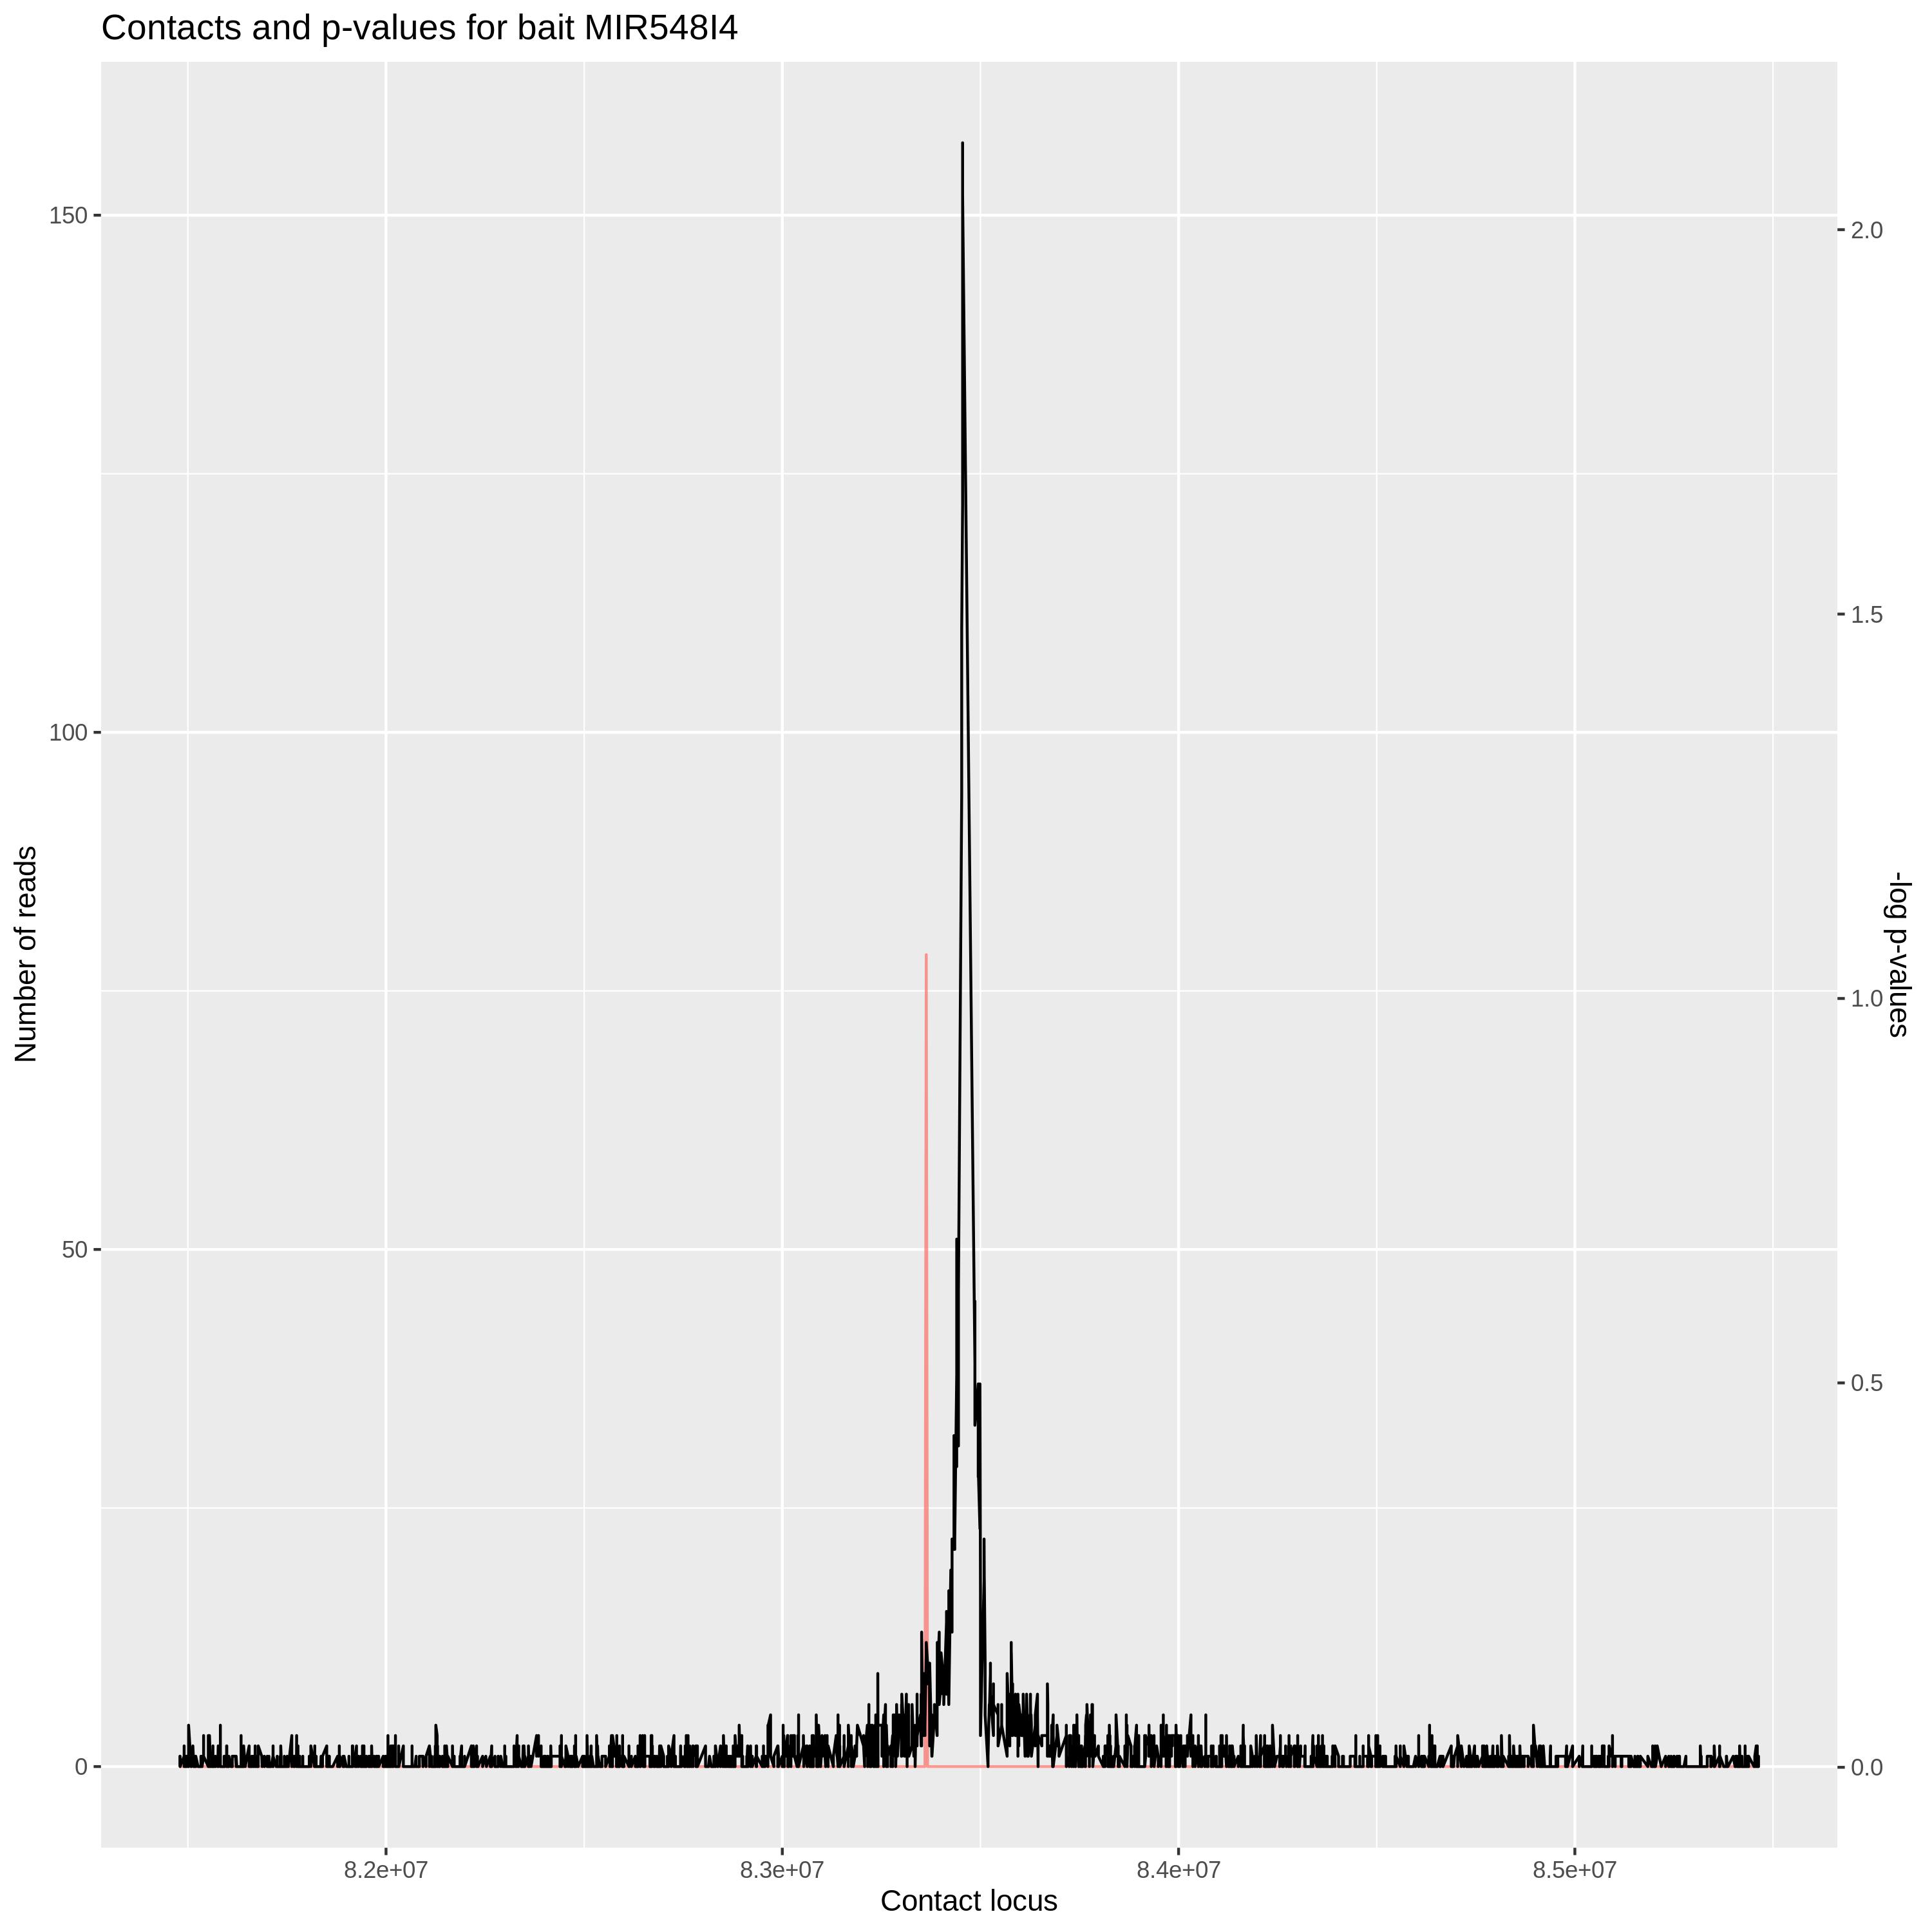 Contacts and p-values for bait MIR548I4
150
100
50
0
Number of reads
2.0
1.5
1.0
0.5
0.0
-log p-values
8.2e+07
8.3e+07
8.4e+07
8.5e+07
Contact locus